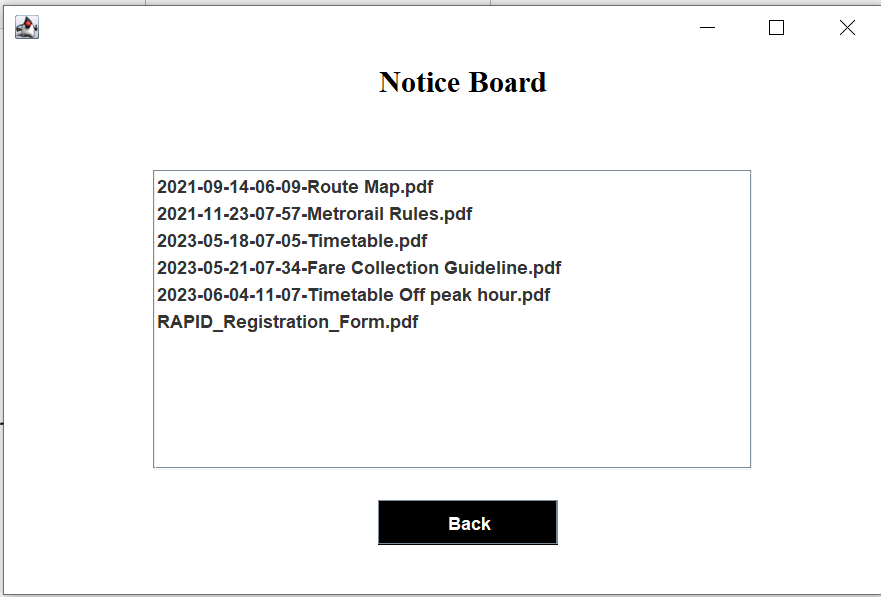 Notice Board
2021-09-14-06-09-Route Map.pdf
2021-11-23-07-57-Metrorail Rules.pdf
2023-05-18-07-05-Timetable.pdf
2023-05-21-07-34-Fare Collection Guideline.pdf
2023-06-04-11-07-Timetable Off peak hour.pdf
RAPID_Registration_Form.pdf
Back